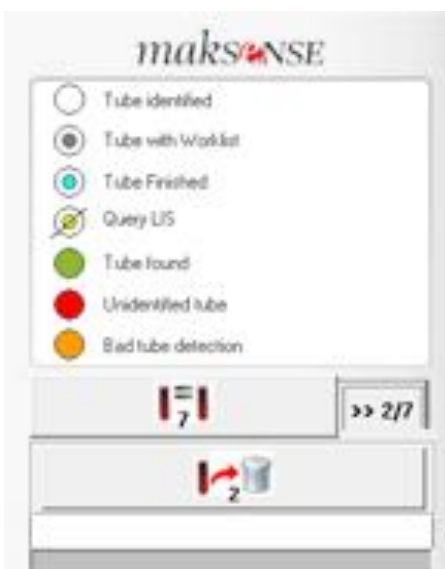 maksENSE
Tube identified
Tube with Worklist
Tube Finished
Query LIS
Tube found
Unidentified tube
Bad tube detection
7
>> 2/7
2